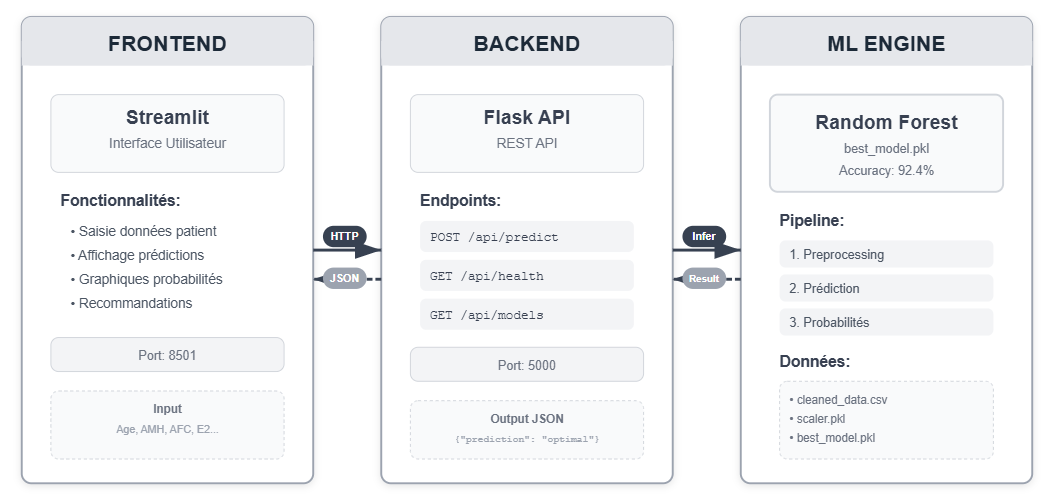 FRONTEND
Streamlit
Interface Utilisateur
Fonctionnalités:
• Saisie données patient
• Affichage prédictions
• Graphiques probabilités
• Recommandations
Port: 8501
Input
Age, AMH, AFC, E2...
HTTP
JSON
BACKEND
Flask API
REST API
Endpoints:
POST /api/predict
GET /api/health
GET /api/models
Port: 5000
Output JSON
{"prediction": "optimal"}
Infer
Result
ML ENGINE
Random Forest
best_model.pkl
Accuracy: 92.4%
Pipeline:
1. Preprocessing
2. Prédiction
3. Probabilités
Données:
• cleaned_data.csv
• scaler.pkl
• best_model.pkl